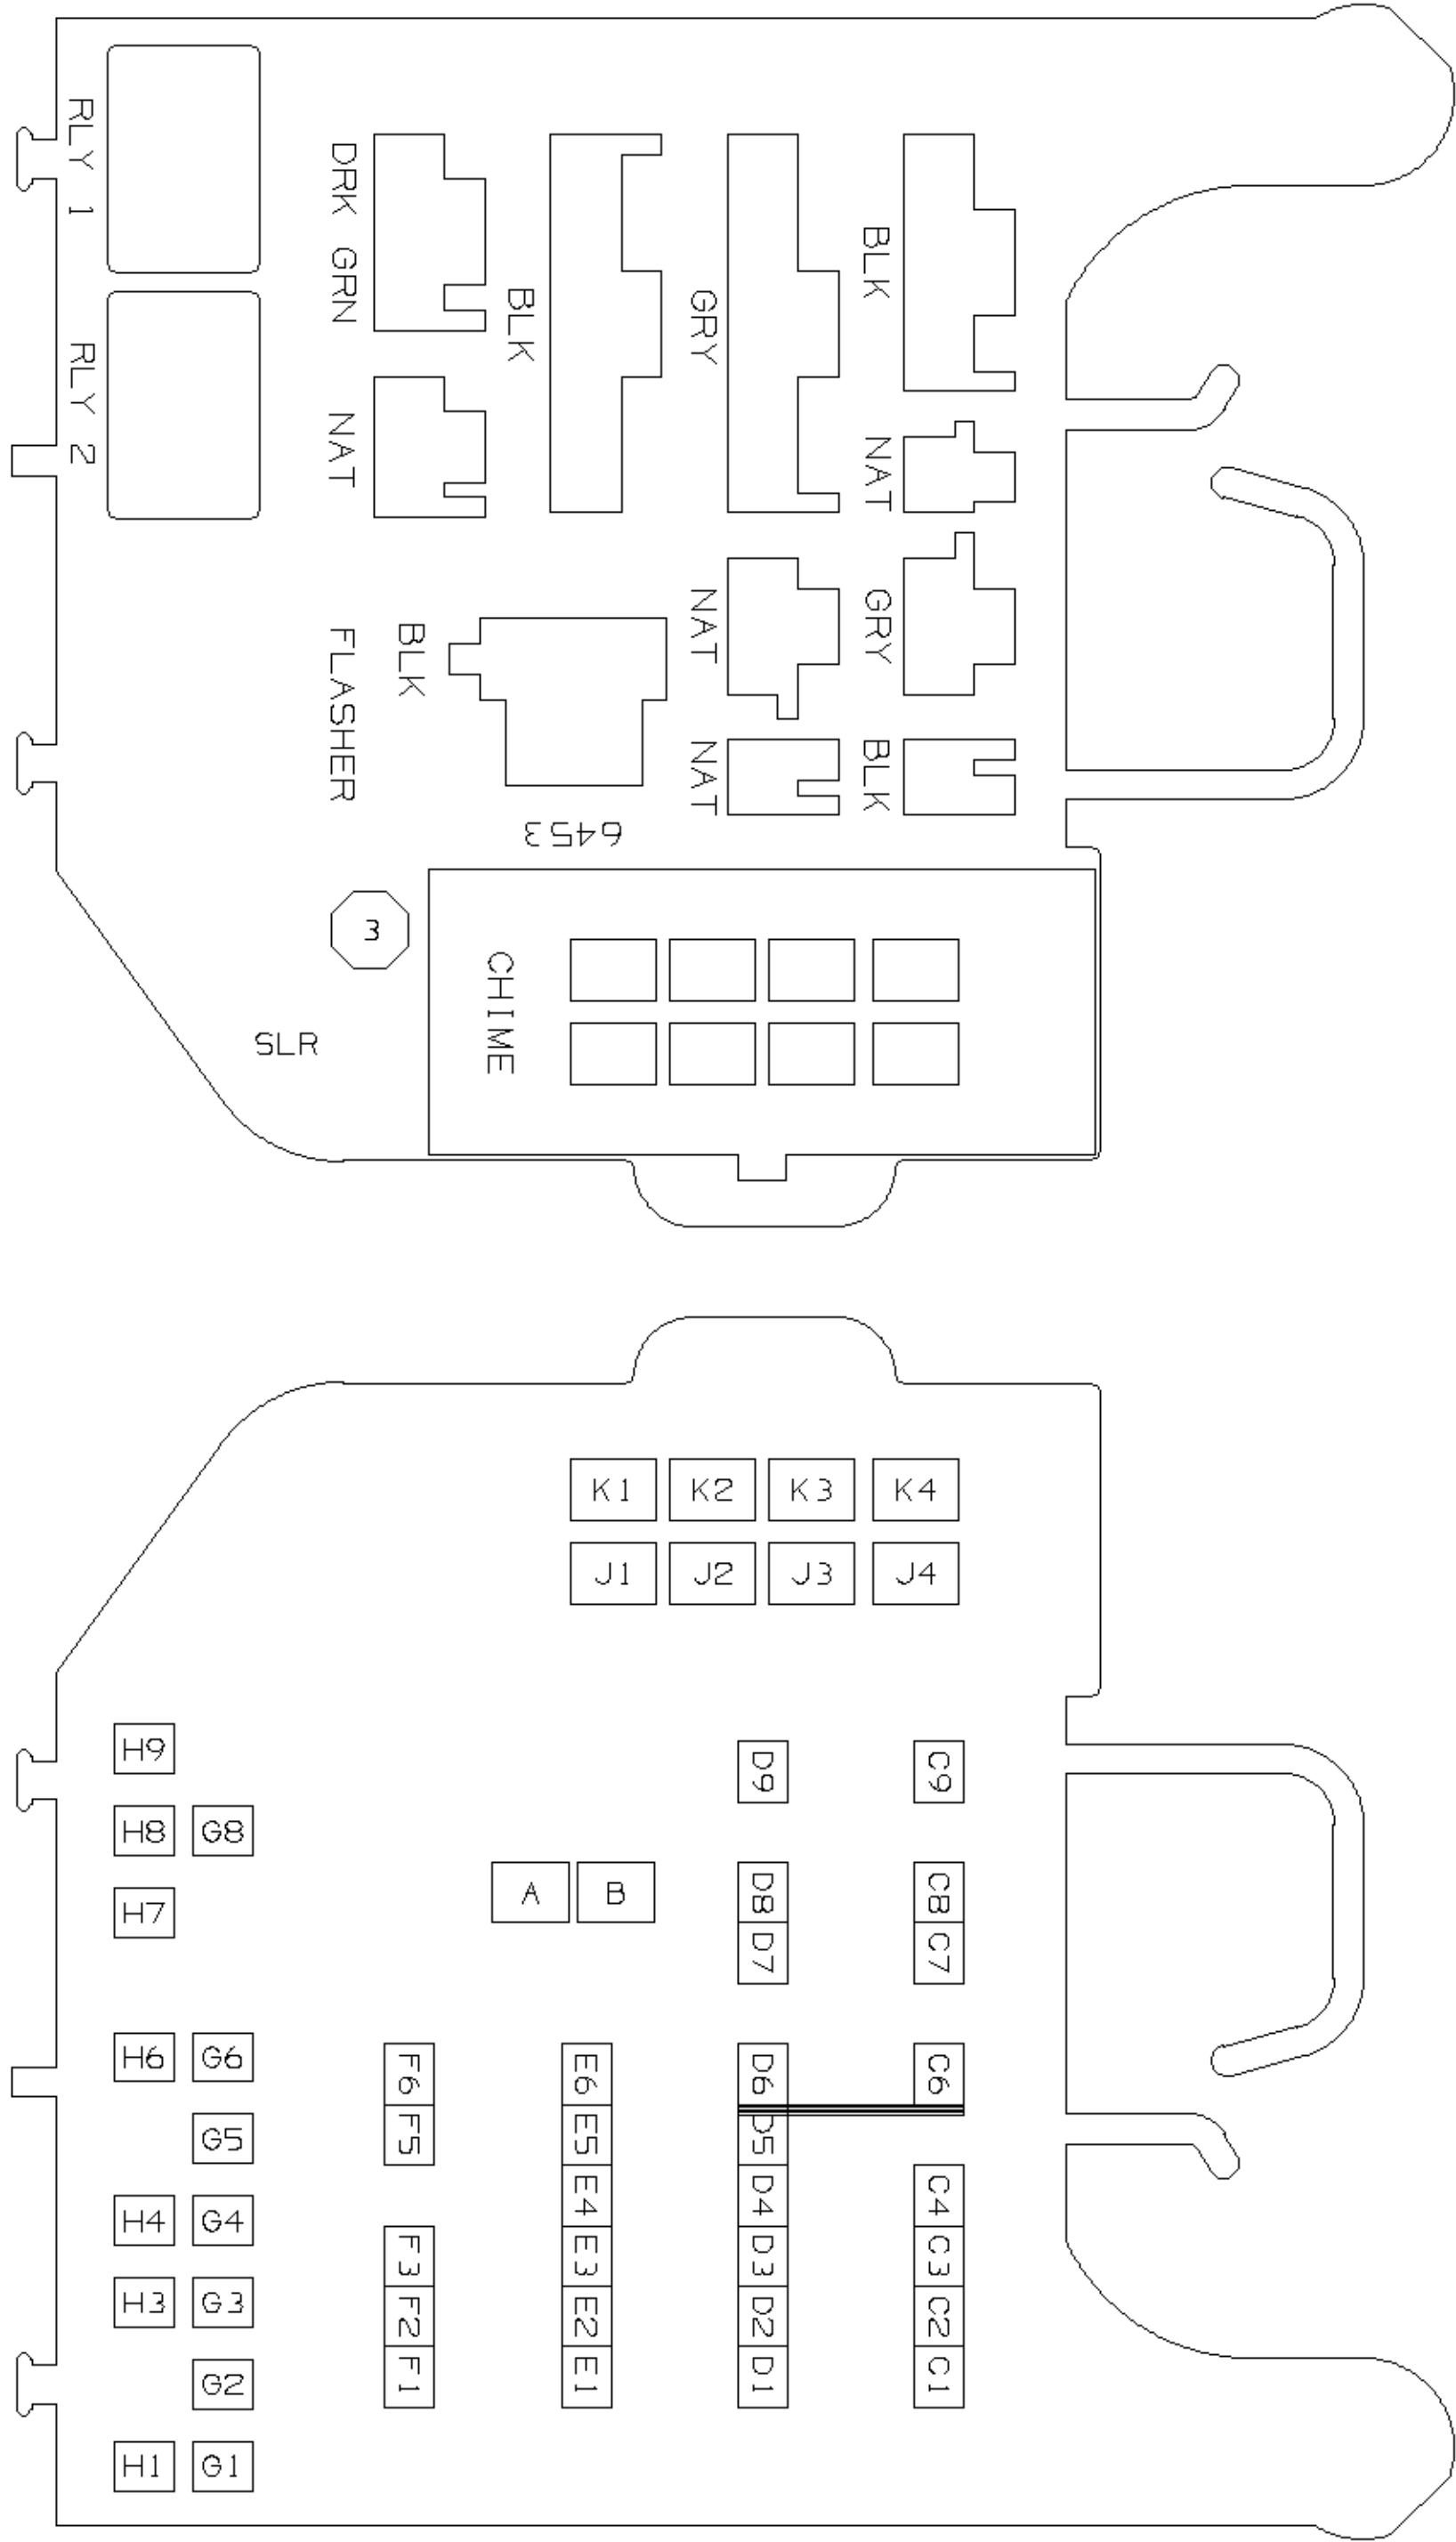 RLY 1
DRK GRN
BLK
GRY
BLK
RLY 2
NAT
NAT
BLK
FLASHER
NAT
GRY
NAT
BLK
6453
3
CHIME
SLR
K1 K2 K3 K4
J1 J2 J3 J4
H9
D9
C9
H8 G8
A B
D8
C8
H7
D7
C7
H6 G6
F6
E6
D6
C6
G5
F5
E5
D5
H4 G4
E4
D4
C4
F3
E3
D3
C3
H3 G3
F2
E2
D2
C2
G2
F1
E1
D1
C1
H1 G1